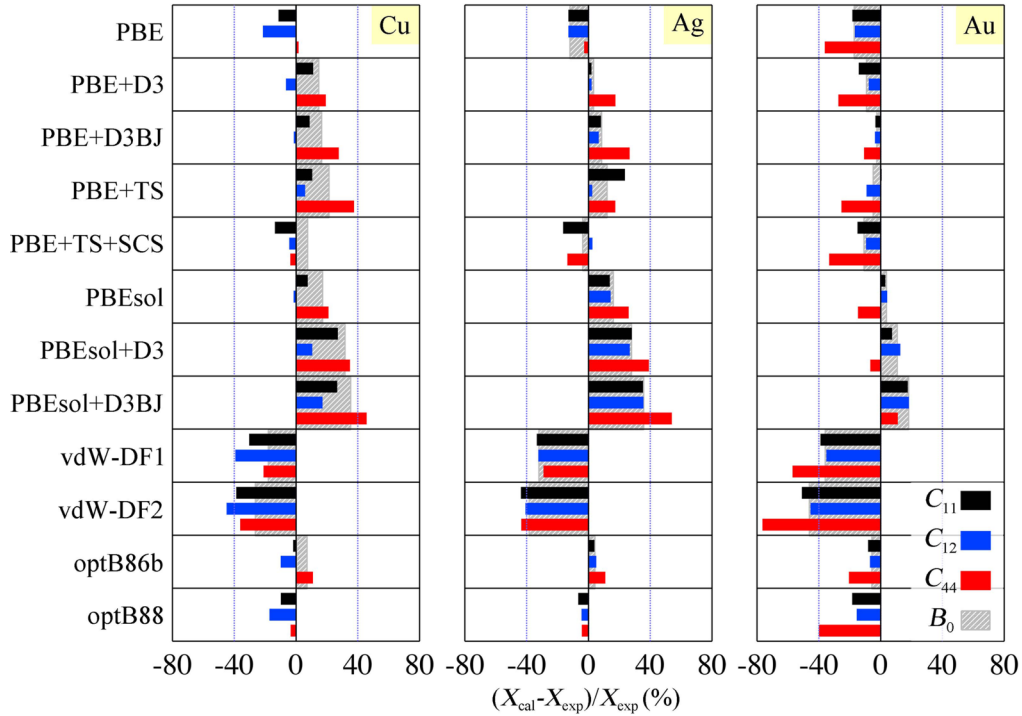 Cu Ag Au
PBE
PBE+D3
PBE+D3BJ
PBE+TS
PBE+TS+SCS
PBEsol
PBEsol+D3
PBEsol+D3BJ
vdW-DF1
vdW-DF2
optB86b
optB88
C11
C12
C44
B0
-80 -40 0 40 80 -80 -40 0 40 80 -80 -40 0 40 80
(Xcal-Xexp)/Xexp (%)